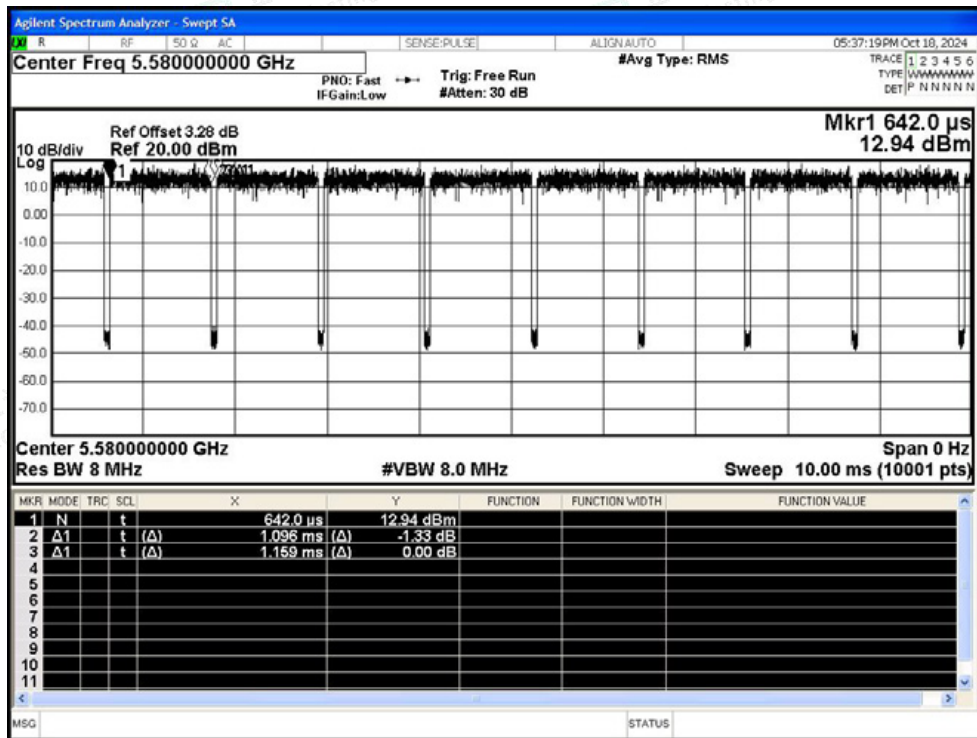 Agilent Spectrum Analyzer - Swept SA
R RF 50 Ω AC SENSE:PULSE ALIGNAUTO 05:37:19PM Oct 18, 2024
Center Freq 5.580000000 GHz #Avg Type: RMS TRACE 1 2 3 4 5 6
PNO: Fast Trig: Free Run TYPE WWWWWW
IFGain:Low #Atten: 30 dB DET P N N N N N
Mkr1 642.0 µs
Ref Offset 3.28 dB
10 dB/div Ref 20.00 dBm 12.94 dBm
Log
1
10.0
0.00
-10.0
-20.0
-30.0
-40.0
-50.0
-60.0
-70.0
Center 5.580000000 GHz Span 0 Hz
Res BW 8 MHz #VBW 8.0 MHz Sweep 10.00 ms (10001 pts)
MKR MODE TRC SCL X Y FUNCTION FUNCTION WIDTH FUNCTION VALUE
1 N t 642.0 µs 12.94 dBm
2 Δ1 t (Δ) 1.096 ms (Δ) -1.33 dB
3 Δ1 t (Δ) 1.159 ms (Δ) 0.00 dB
4
5
6
7
8
9
10
11
MSG STATUS